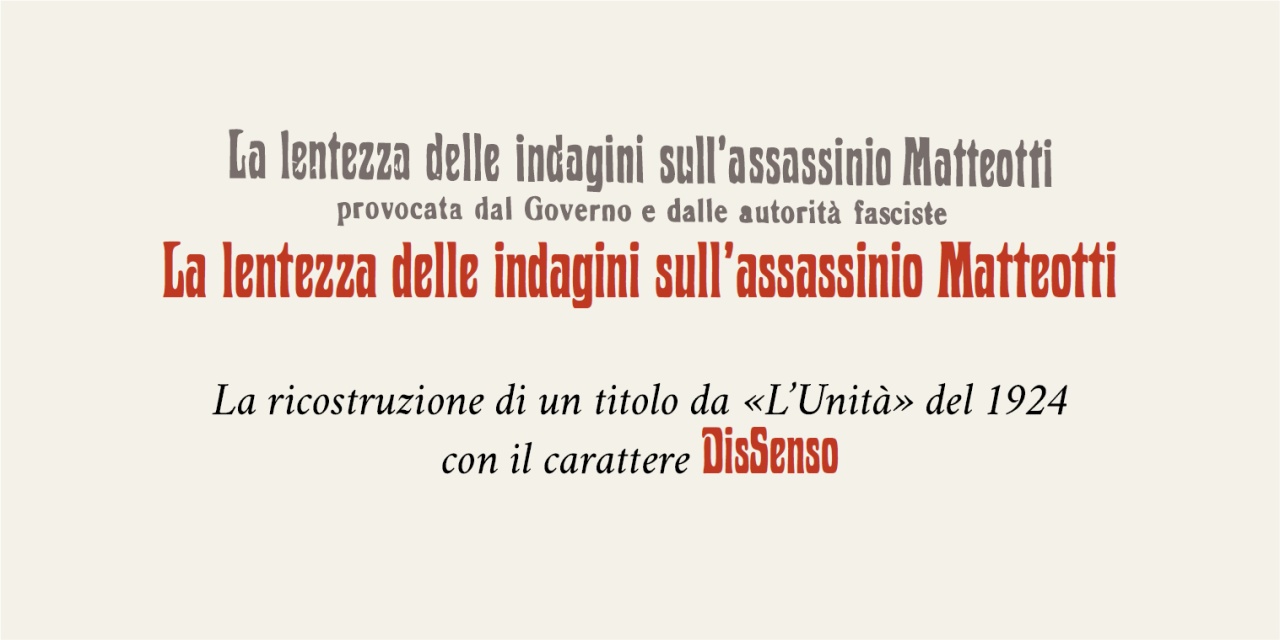 La lentezza delle indagini sull’assassinio Matteotti
provocata dal Governo e dalle autorità fasciste
La lentezza delle indagini sull’assassinio Matteotti
La ricostruzione di un titolo da «L’Unità» del 1924
con il carattere DisSenso